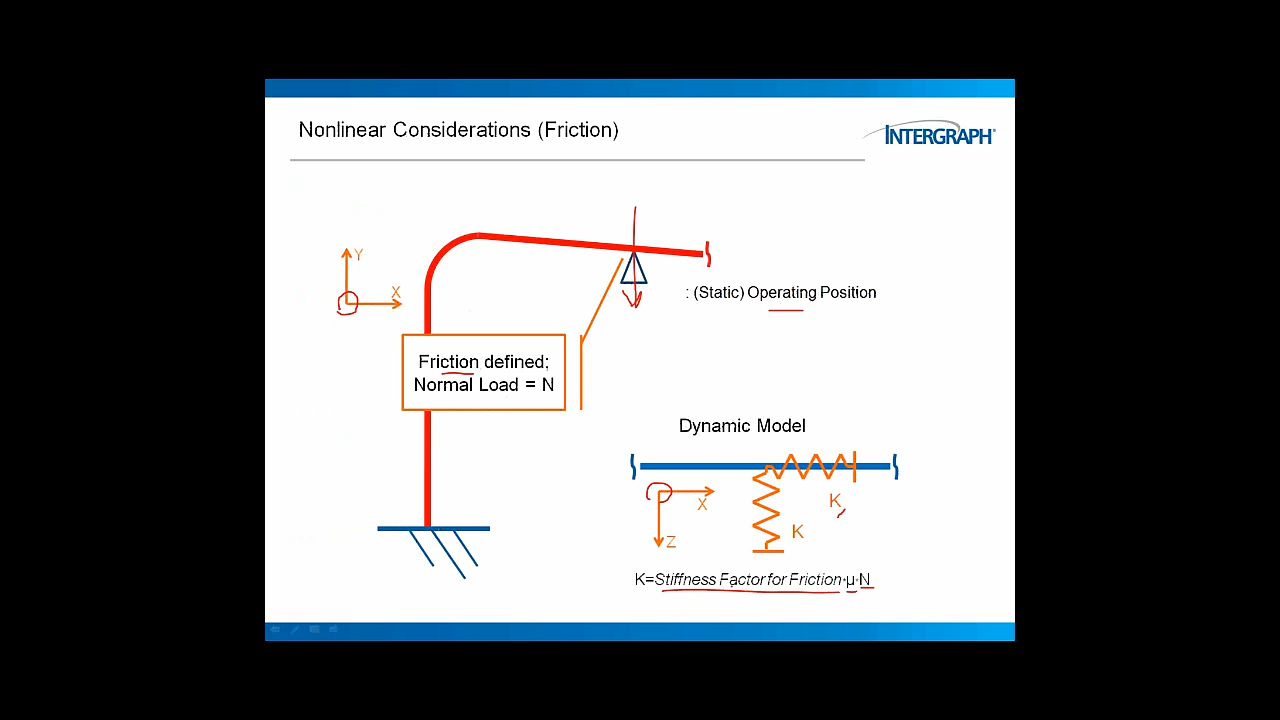 Nonlinear Considerations (Friction)
INTERGRAPH
Y
X
: (Static) Operating Position
Friction defined;
Normal Load = N
Dynamic Model
X
K
K
Z
K=Stiffness Factor for Friction·μ·N